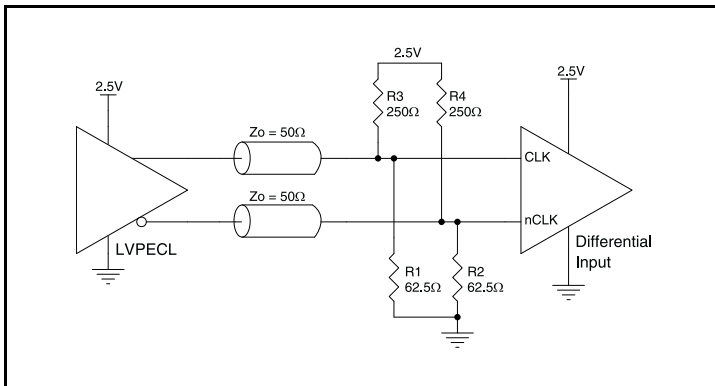 2.5V
2.5V
2.5V
R3
250Ω
R4
250Ω
Zo = 50Ω
CLK
Zo = 50Ω
nCLK
LVPECL
Differential
Input
R1
62.5Ω
R2
62.5Ω